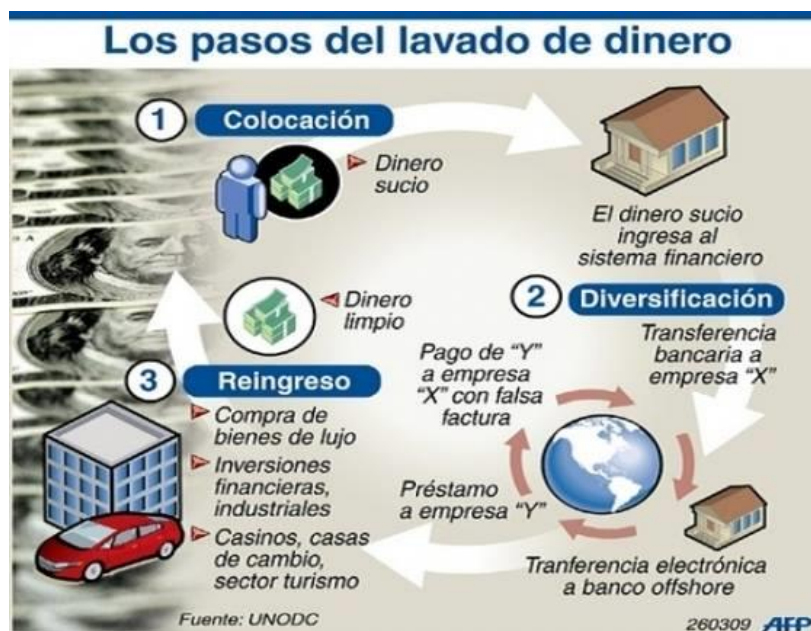 Los pasos del lavado de dinero
1 Colocación
Dinero
sucio
El dinero sucio
ingresa al
sistema financiero
2 Diversificación
Transferencia
bancaria a
empresa "X"
Tranferencia electrónica
a banco offshore
Préstamo
a empresa "Y"
Pago de "Y"
a empresa
"X" con falsa
factura
Dinero
limpio
3 Reingreso
Compra de
bienes de lujo
Inversiones
financieras,
industriales
Casinos, casas
de cambio,
sector turismo
Fuente: UNODC
260309 AFP